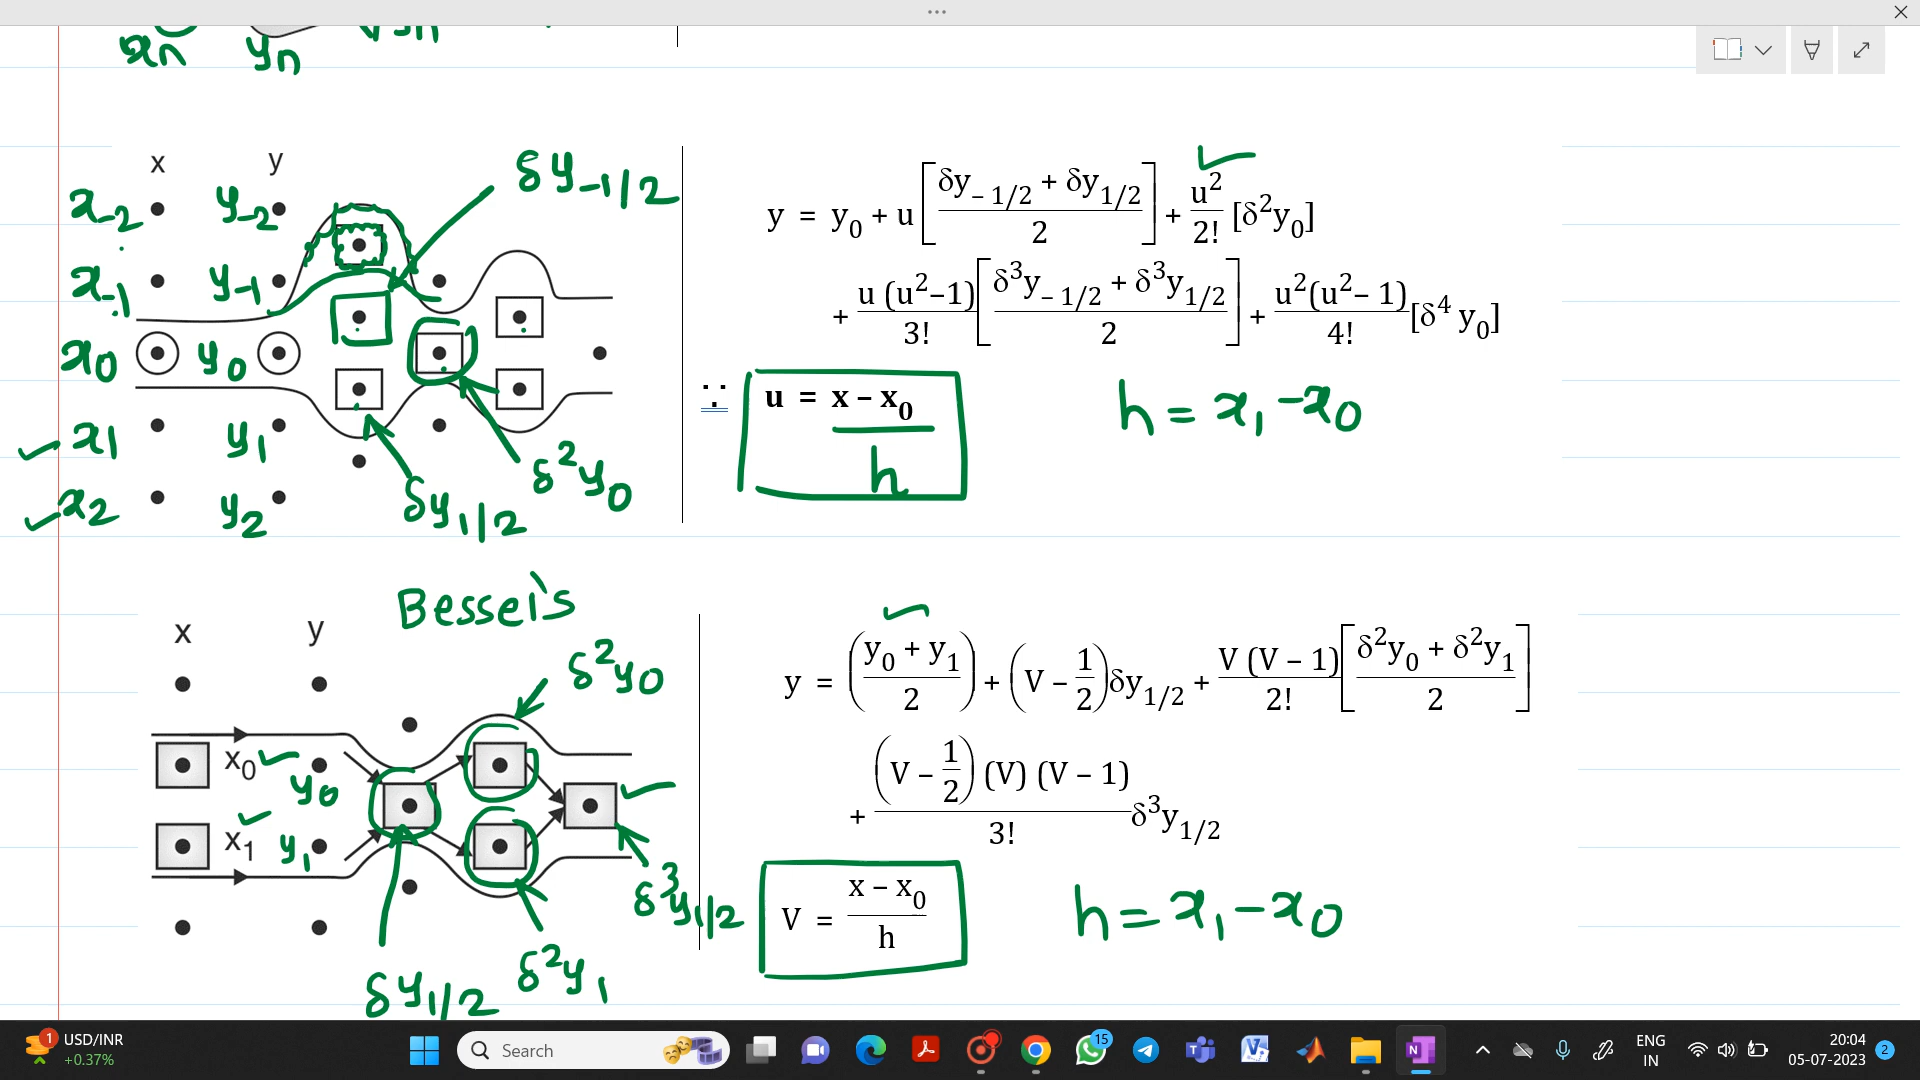 xn yn
x y
x-2 y-2 δy-1/2
x-1 y-1
x0 y0
x1 y1
x2 y2 δy1/2 δ²y0
y = y₀ + u [ (δy₋ 1/2 + δy1/2) / 2 ] + u² / 2! [δ²y₀]
+ u (u²–1) / 3! [ (δ³y₋ 1/2 + δ³y1/2) / 2 ] + u²(u²– 1) / 4! [δ⁴ y₀]
∵ u = x – x₀ / h h = x₁ - x0
Bessel's
x y
δ²y0
x₀ y0
x₁ y1
δ³y1/2
δy1/2 δ²y1
y = ( (y₀ + y₁) / 2 ) + ( V – 1/2 ) δy1/2 + V (V – 1) / 2! [ (δ²y₀ + δ²y₁) / 2 ]
+ ( V – 1/2 ) (V) (V – 1) / 3! δ³y1/2
V = x – x₀ / h h = x₁ - x0
1 USD/INR
+0.37%
Search
15
ENG
IN
20:04
05-07-2023
2